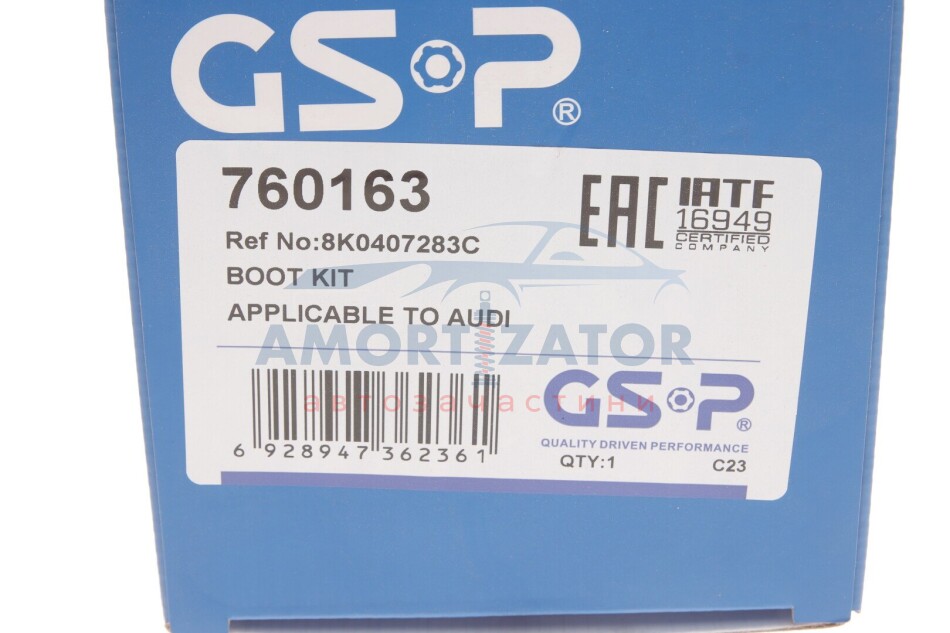 GSP®
760163
EAC
IATF
16949
CERTIFIED
COMPANY
Ref No:8K0407283C
BOOT KIT
APPLICABLE TO AUDI
AMORTIZATOR
автозачастини
GSP®
QUALITY DRIVEN PERFORMANCE
6 928947 362361
QTY:1
C23